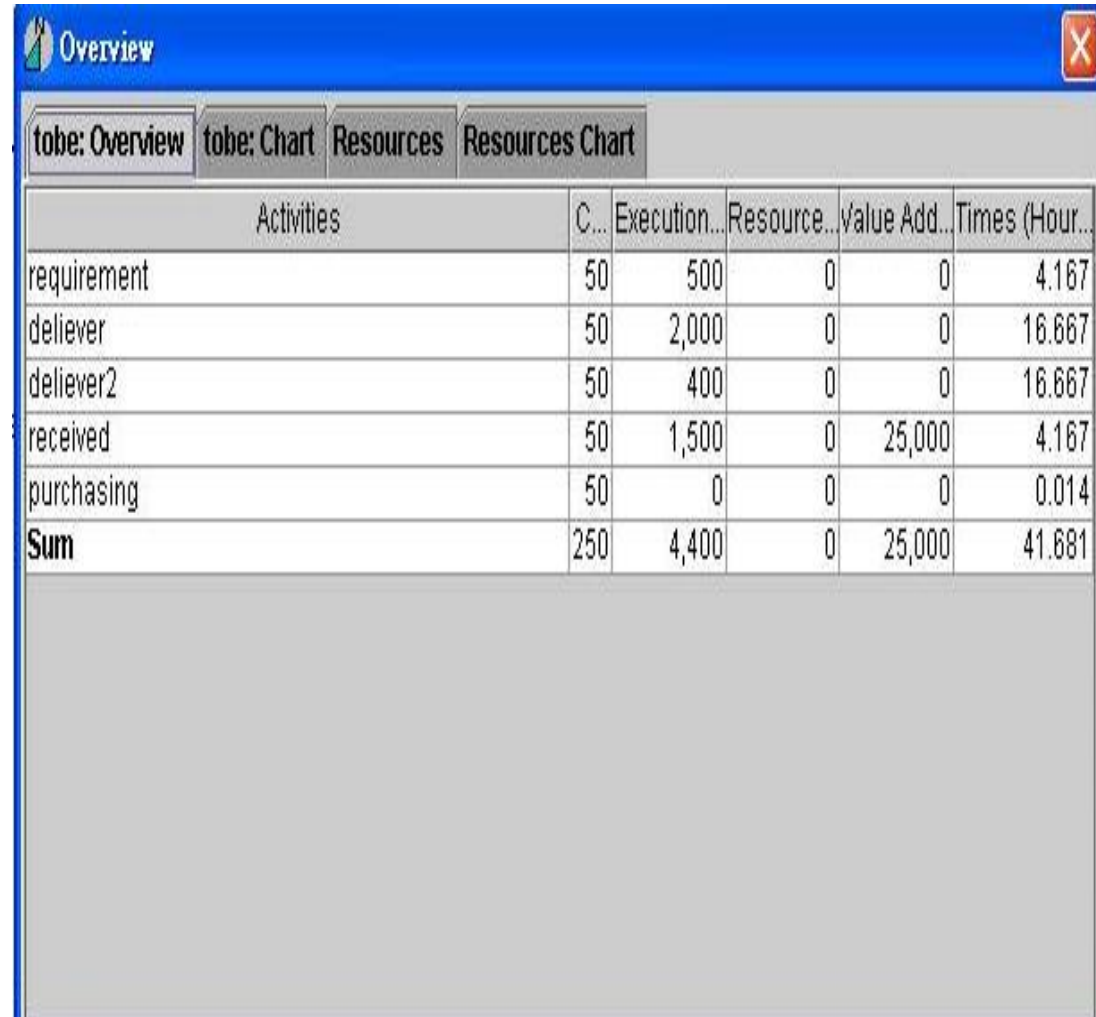 Overview
tobe: Overview tobe: Chart Resources Resources Chart
Activities C... Execution... Resource... Value Add... Times (Hour...
requirement 50 500 0 0 4.167
deliever 50 2,000 0 0 16.667
deliever2 50 400 0 0 16.667
received 50 1,500 0 25,000 4.167
purchasing 50 0 0 0 0.014
Sum 250 4,400 0 25,000 41.681